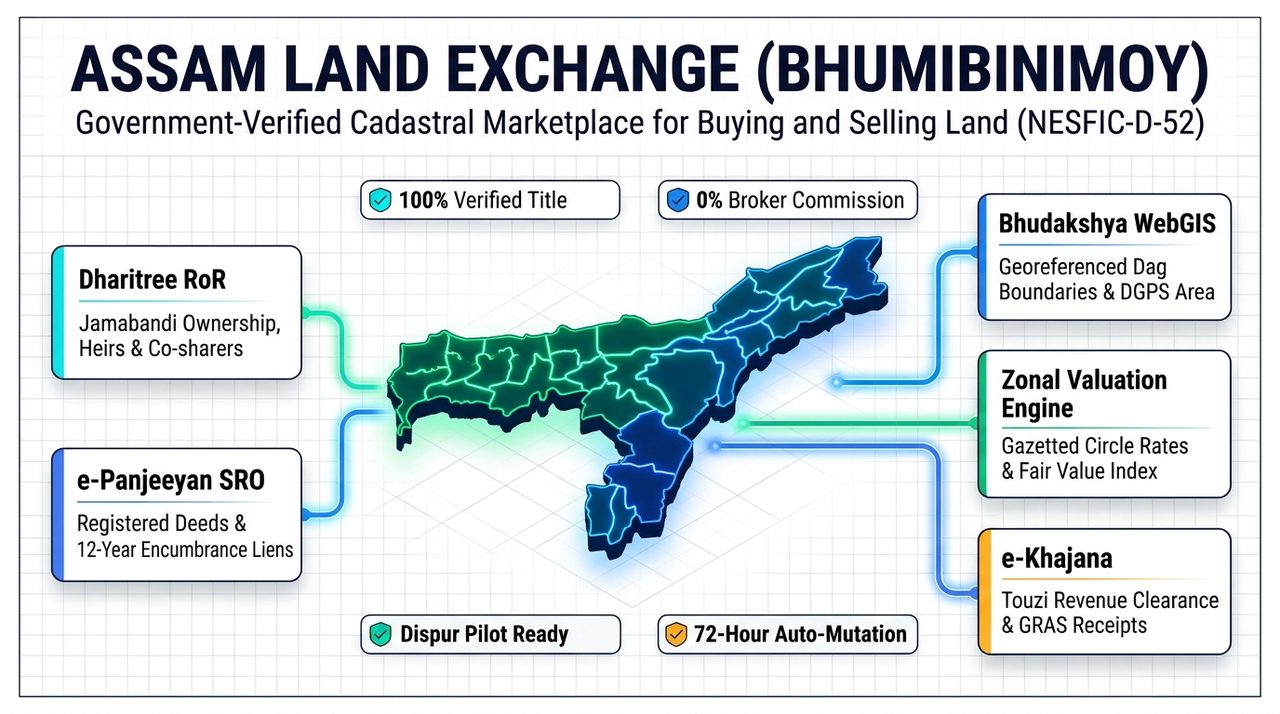 ASSAM LAND EXCHANGE (BHUMIBINIMOY)
Government-Verified Cadastral Marketplace for Buying and Selling Land (NESFIC-D-52)
100% Verified Title
0% Broker Commission
Dharitree RoR
Jamabandi Ownership,
Heirs & Co-sharers
e-Panjeeyan SRO
Registered Deeds &
12-Year Encumbrance Liens
Bhudakshya WebGIS
Georeferenced Dag
Boundaries & DGPS Area
Zonal Valuation
Engine
Gazetted Circle Rates
& Fair Value Index
e-Khajana
Touzi Revenue Clearance
& GRAS Receipts
Dispur Pilot Ready
72-Hour Auto-Mutation